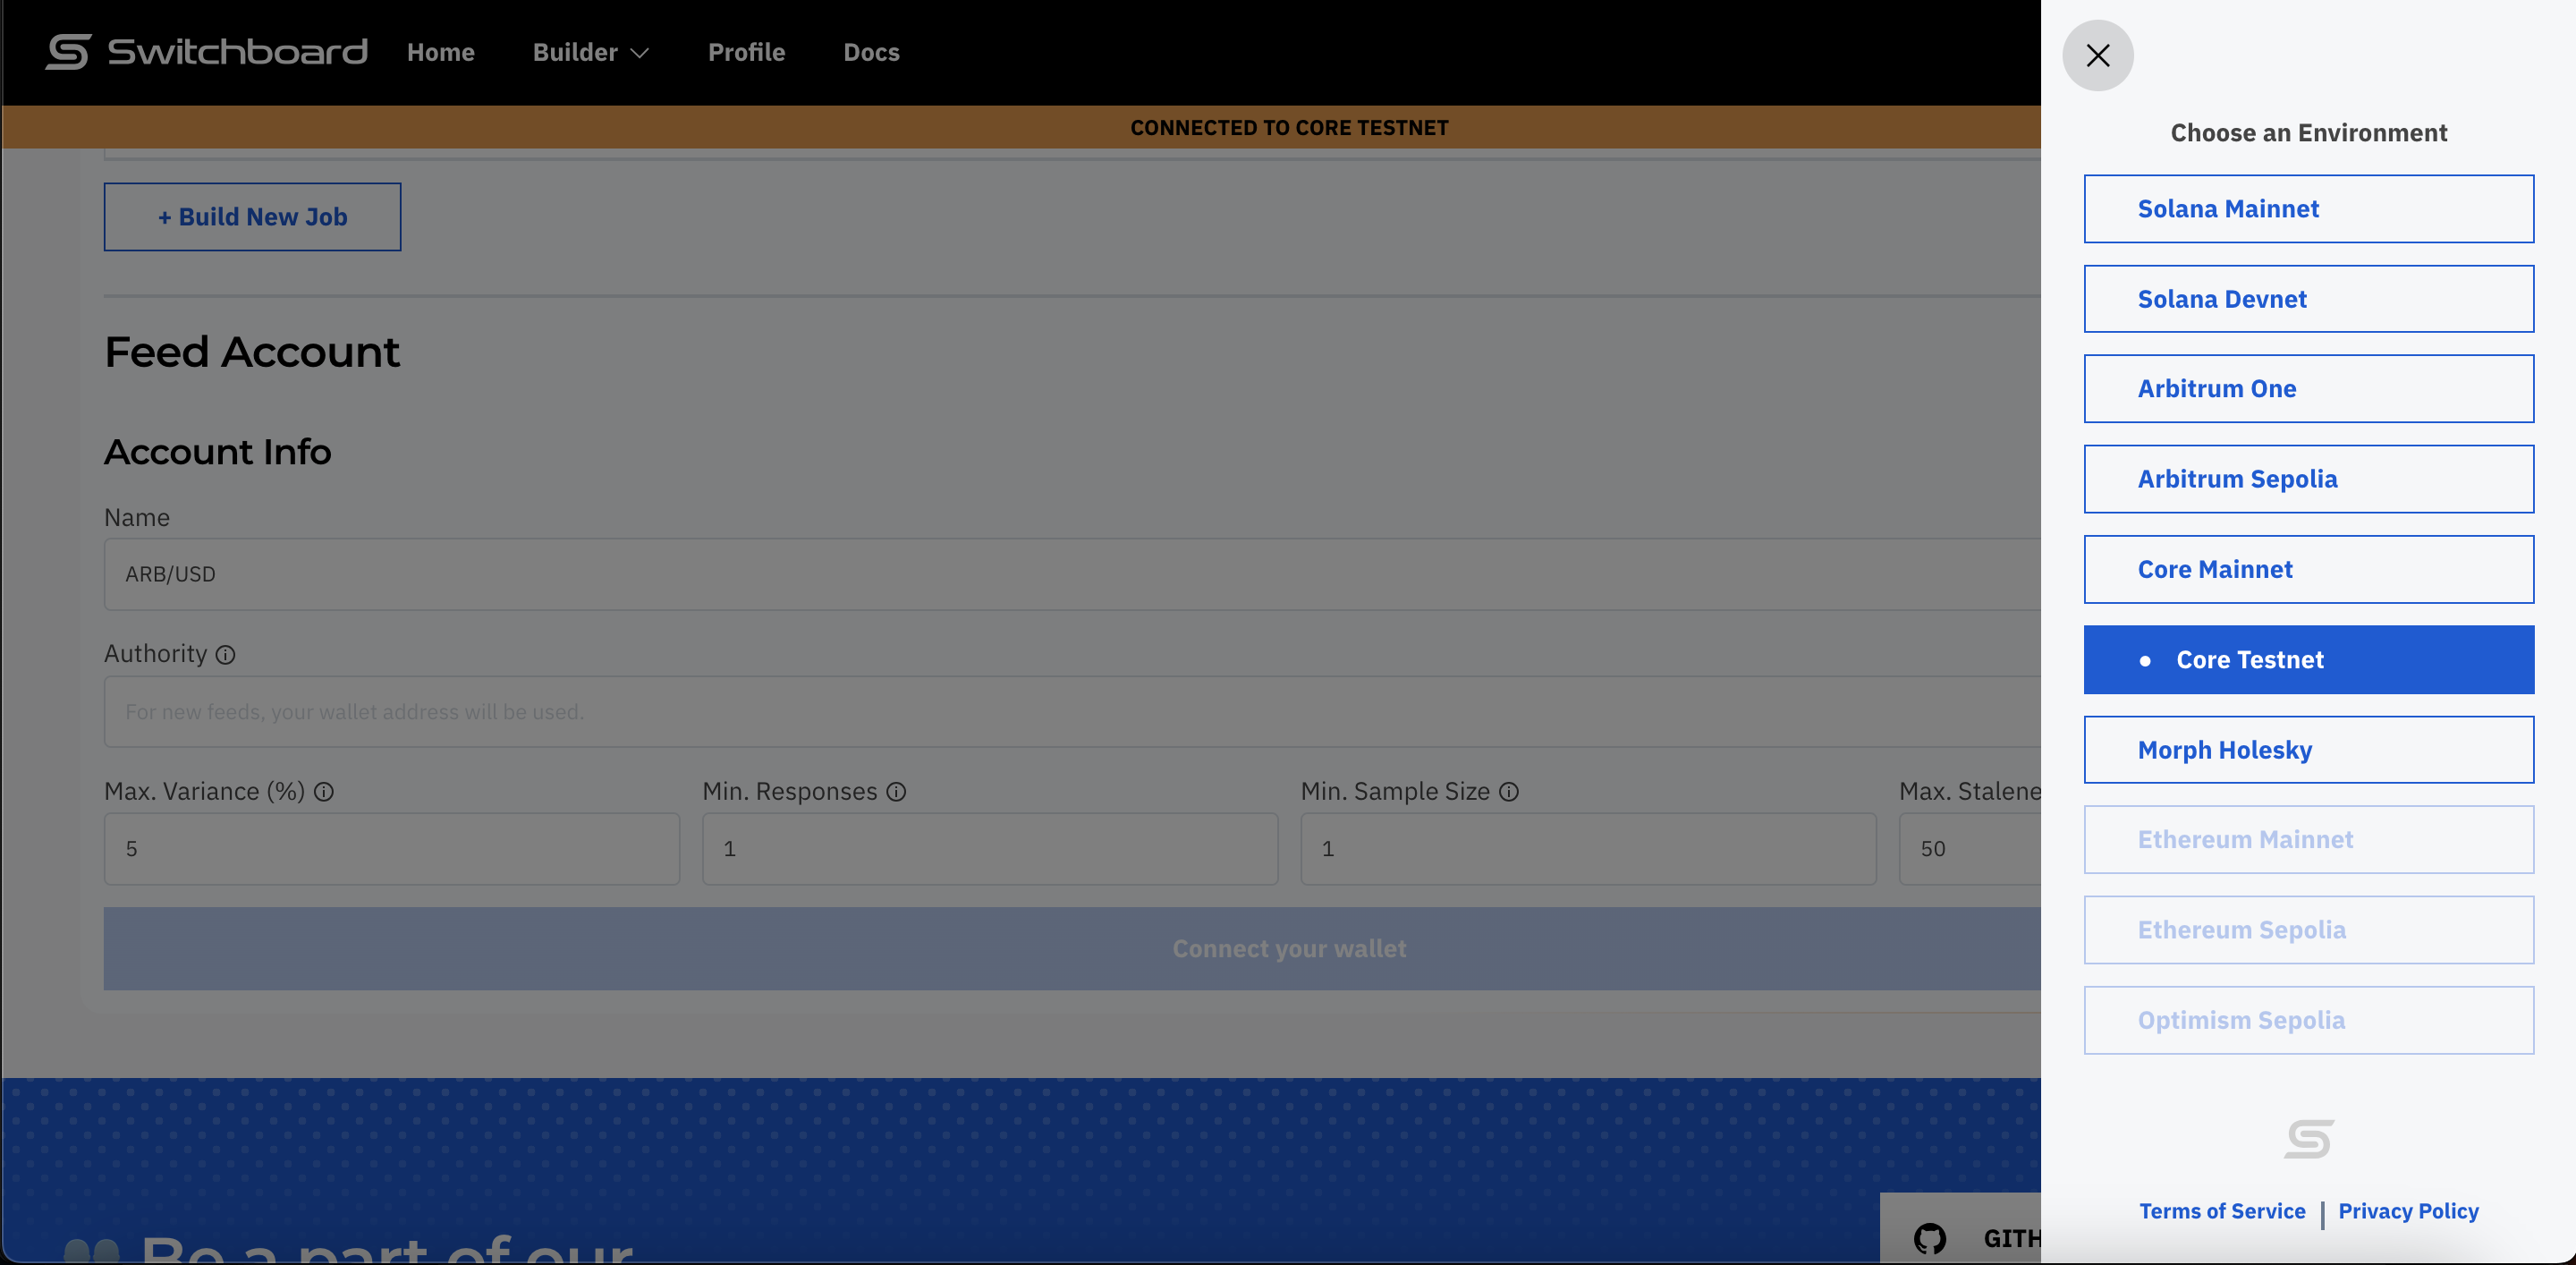 Switchboard
Home
Builder
Profile
Docs
CONNECTED TO CORE TESTNET
+ Build New Job
Feed Account
Account Info
Name
ARB/USD
Authority
For new feeds, your wallet address will be used.
Max. Variance (%)
Min. Responses
Min. Sample Size
Max. Stalene
5
1
1
50
Connect your wallet
Be a part of our
GITH
Choose an Environment
Solana Mainnet
Solana Devnet
Arbitrum One
Arbitrum Sepolia
Core Mainnet
• Core Testnet
Morph Holesky
Ethereum Mainnet
Ethereum Sepolia
Optimism Sepolia
Terms of Service | Privacy Policy